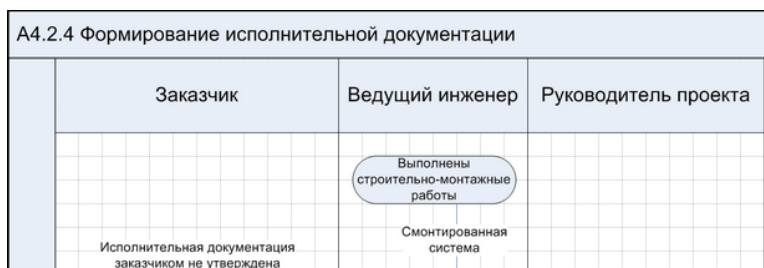 А4.2.4 Формирование исполнительной документации
Заказчик
Ведущий инженер
Руководитель проекта
Выполнены
строительно-монтажные
работы
Смонтированная
система
Исполнительная документация
заказчиком не утверждена